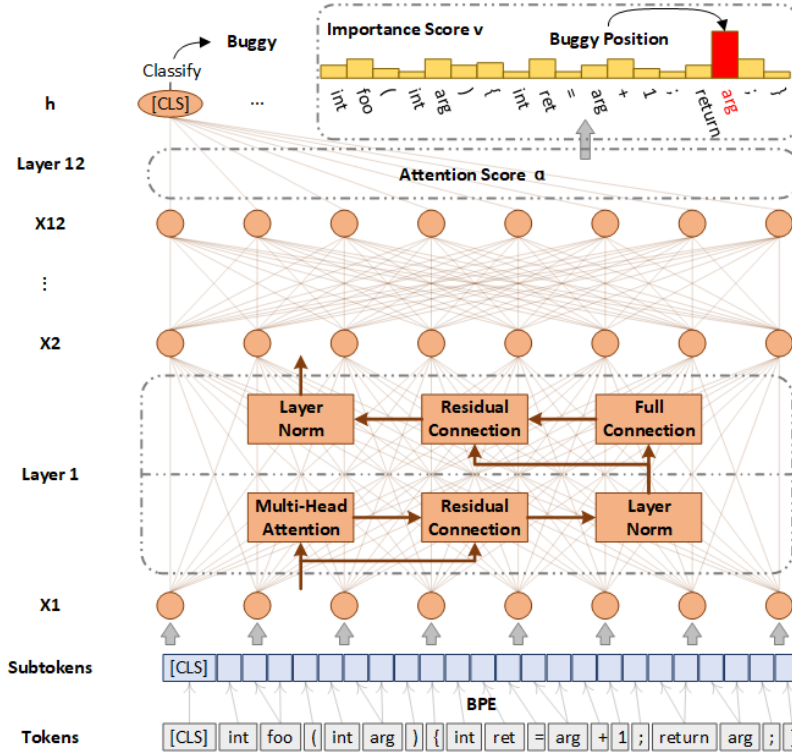 Importance Score v
Buggy
Buggy Position
Classify
h
[CLS]
...
int foo ( int arg ) { int ret = arg + 1 ; return arg ; }
Layer 12
Attention Score α
X12
⋮
X2
Layer Norm
Residual Connection
Full Connection
Layer 1
Multi-Head Attention
Residual Connection
Layer Norm
X1
Subtokens
[CLS]
BPE
Tokens
[CLS] int foo ( int arg ) { int ret = arg + 1 ; return arg ;